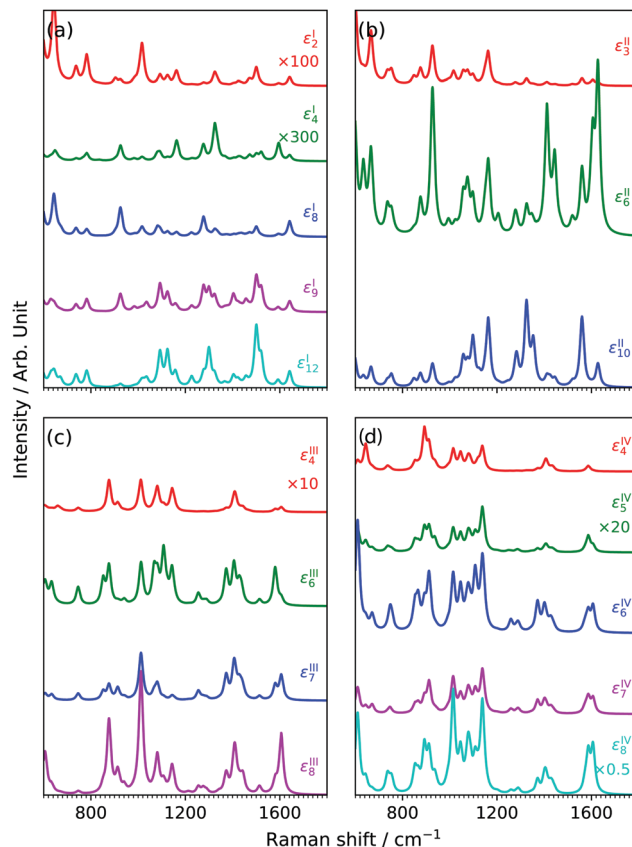 (a)
ε₂ᴵ
×100
ε₄ᴵ
×300
ε₈ᴵ
ε₉ᴵ
ε₁₂ᴵ
(b)
ε₃ᴵᴵ
ε₆ᴵᴵ
ε₁₀ᴵᴵ
Intensity / Arb. Unit
(c)
ε₄ᴵᴵᴵ
×10
ε₆ᴵᴵᴵ
ε₇ᴵᴵᴵ
ε₈ᴵᴵᴵ
(d)
ε₄ᴵⱽ
ε₅ᴵⱽ
×20
ε₆ᴵⱽ
ε₇ᴵⱽ
ε₈ᴵⱽ
×0.5
800 1200 1600 800 1200 1600
Raman shift / cm⁻¹